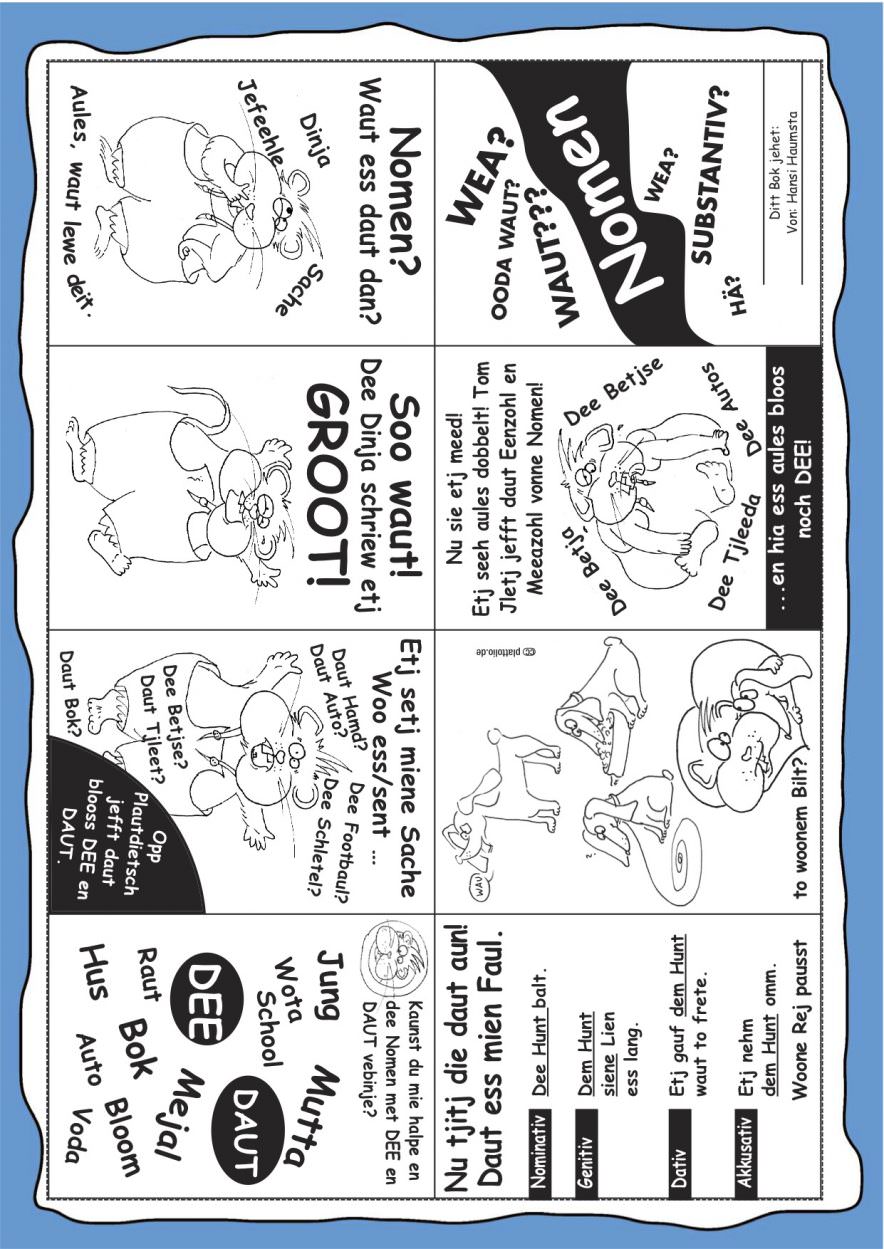 Nomen
WEA?
OODA WAUT?
WAUT???
WEA?
SUBSTANTIV?
HÄ?
Ditt Bok jehet:
Von: Hansi Haumsta
Nomen?
Waut ess daut dan?
Dinja
Jefeehle
Sache
Aules, waut lewe deit.
Soo waut!
Dee Dinja schriew etj
GROOT!
Etj setj miene Sache
Woo ess/sent ...
Daut Hamd?
Daut Auto?
Dee Footbaul?
Dee Schletel?
Dee Betjse?
Daut Tjleet?
Daut Bok?
Opp
Plautdietsch
jefft daut
blooss DEE en
DAUT.
Kaunst du mie halpe en
dee Nomen met DEE en
DAUT vebinje?
Jung
Wota
School
Mutta
DEE
DAUT
Raut
Bok
Mejal
Hus
Auto
Bloom
Voda
Nu tjitj die daut aun!
Daut ess mien Faul.
Nominativ Dee Hunt balt.
Genitiv Dem Hunt
siene Lien
ess lang.
Dativ Etj gauf dem Hunt
waut to frete.
Akkusativ Etj nehm
dem Hunt omm.
Woone Rej pausst
to woonem Bilt?
WAU!
?
© plattolio.de
Nu sie etj meed!
Etj seeh aules dobbelt! Tom
Jletj jefft daut Eenzohl en
Meeazohl vonne Nomen!
Dee Betja
Dee Betjse
Dee Tjleeda
Dee Autos
...en hia ess aules bloos
noch DEE!